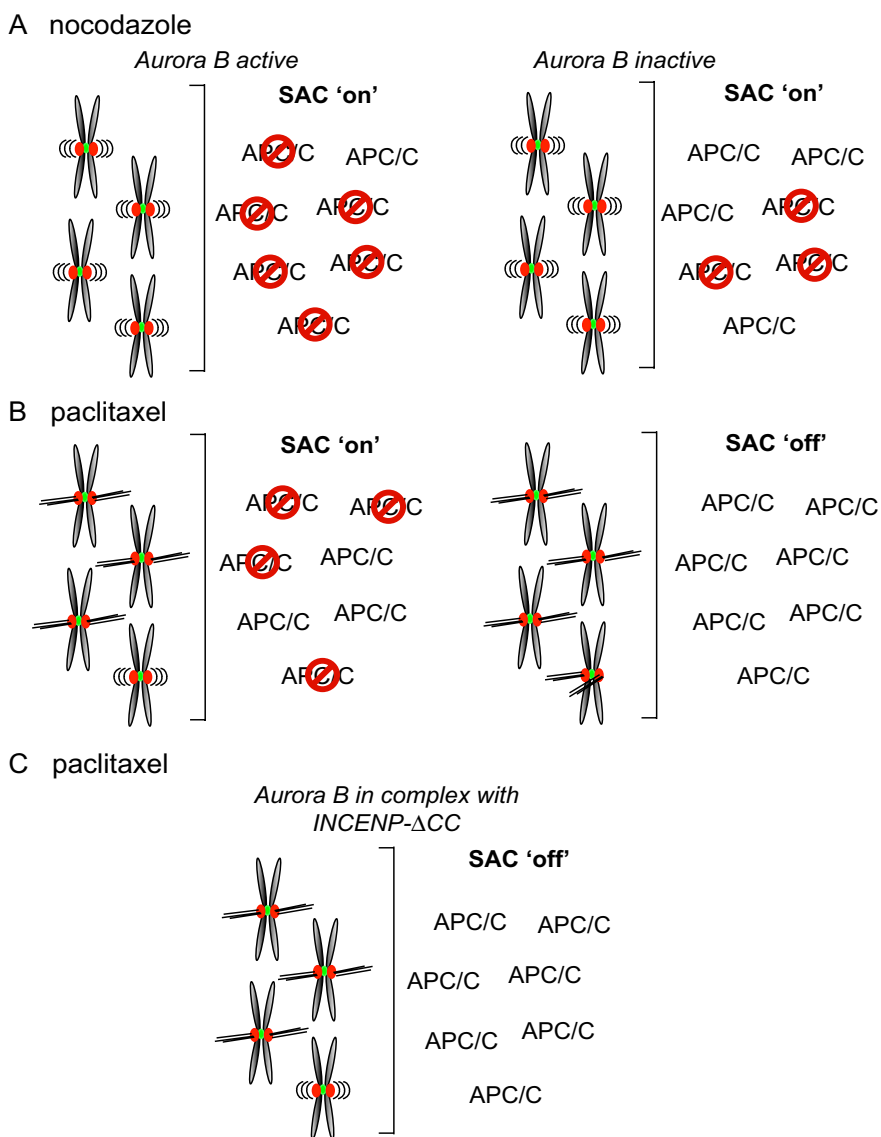 A nocodazole
Aurora B active
SAC ‘on’
APC/C
APC/C
APC/C
APC/C
APC/C
APC/C
APC/C
Aurora B inactive
SAC ‘on’
APC/C
APC/C
APC/C
APC/C
APC/C
APC/C
APC/C
B paclitaxel
SAC ‘on’
APC/C
APC/C
APC/C
APC/C
APC/C
APC/C
APC/C
SAC ‘off’
APC/C
APC/C
APC/C
APC/C
APC/C
APC/C
APC/C
C paclitaxel
Aurora B in complex with
INCENP-ΔCC
SAC ‘off’
APC/C
APC/C
APC/C
APC/C
APC/C
APC/C
APC/C